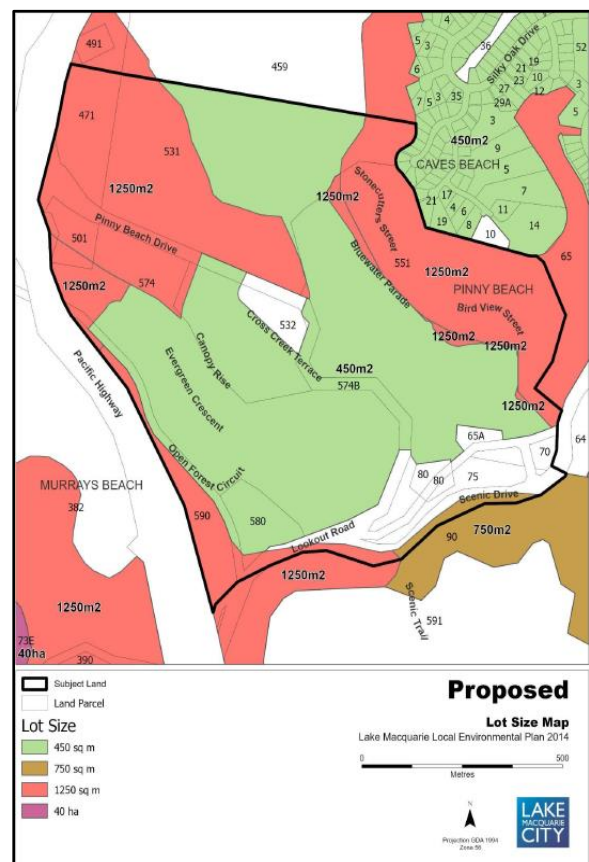 491
459
4
5
3
6
36
Silky Oak Drive
52
21
19
23
10
27
12
29A
3
5
7
5
3
35
3
471
531
450m2
9
CAVES BEACH
5
1250m2
1250m2
Stonecutters Street
21
17
7
4
6
11
19
8
10
14
Pinny Beach Drive
501
551
1250m2
65
574
PINNY BEACH
1250m2
Bluewater Parade
Bird View Street
532
Cross Creek Terrace
1250m2
1250m2
Canopy Rise
Pacific Highway
Evergreen Crescent
450m2
574B
1250m2
65A
64
70
Open Forest Circuit
80
80
75
MURRAYS BEACH
382
Scenic Drive
590
580
Lookout Road
90
750m2
1250m2
1250m2
Scenic Trail
591
73E
40ha
390
Subject Land
Land Parcel
Lot Size
450 sq m
750 sq m
1250 sq m
40 ha
Proposed
Lot Size Map
Lake Macquarie Local Environmental Plan 2014
0 500
Metres
N
Projection GDA 1994
Zone 56
LAKE
MACQUARIE
CITY